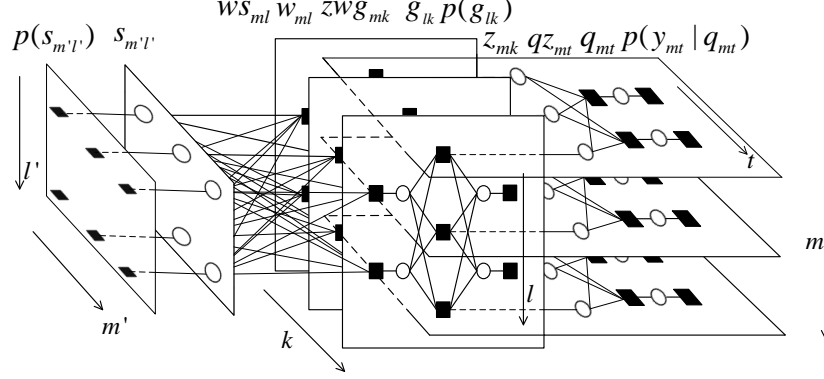 ws_{ml} w_{ml} zwg_{mk} g_{lk} p(g_{lk})
p(s_{m'l'}) s_{m'l'} z_{mk} qz_{mt} q_{mt} p(y_{mt} | q_{mt})
l'
t
m
l
m'
k